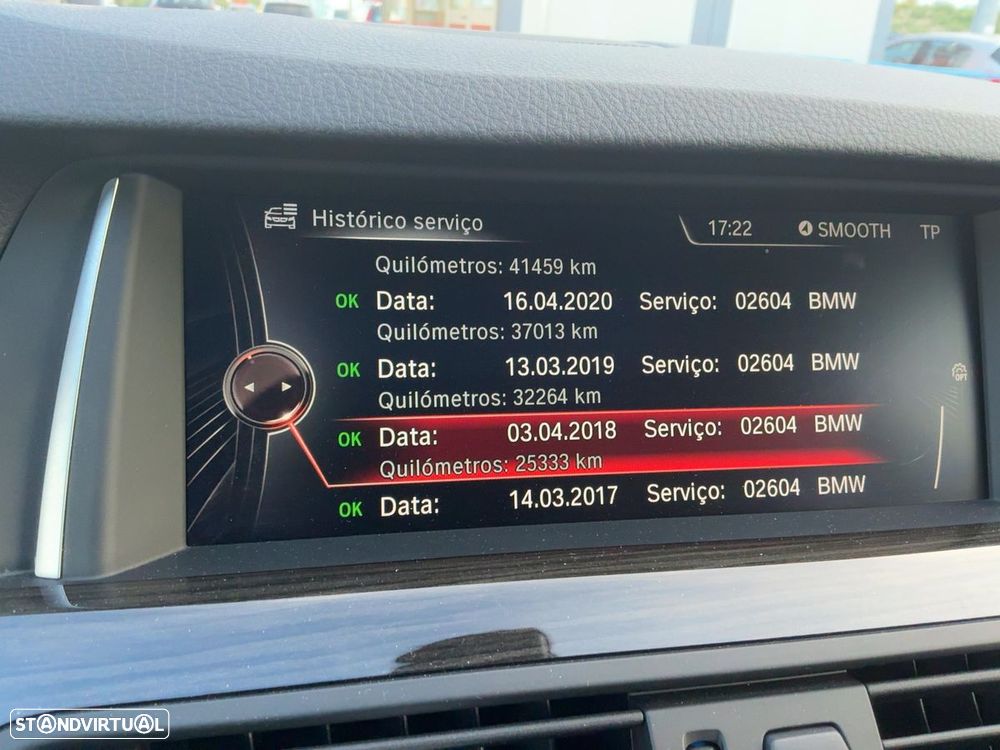 Histórico serviço 17:22 SMOOTH TP
Quilómetros: 41459 km
OK Data: 16.04.2020 Serviço: 02604 BMW
Quilómetros: 37013 km
OK Data: 13.03.2019 Serviço: 02604 BMW
Quilómetros: 32264 km
OK Data: 03.04.2018 Serviço: 02604 BMW
Quilómetros: 25333 km
OK Data: 14.03.2017 Serviço: 02604 BMW
OPT
STANDVIRTUAL